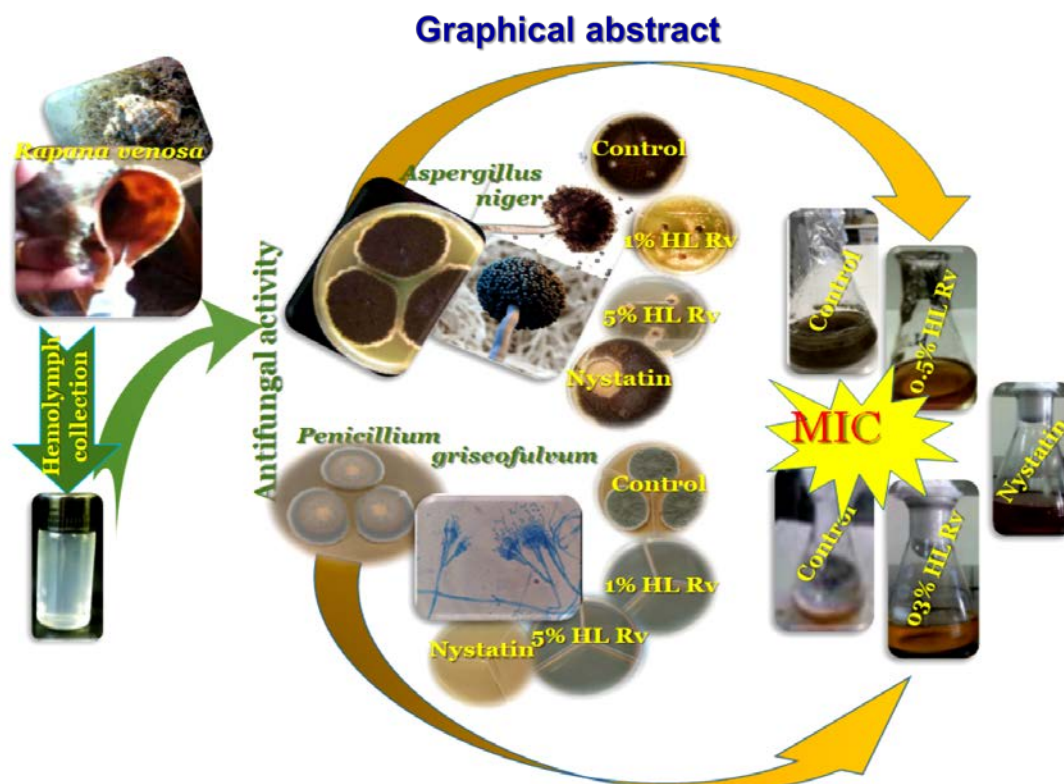 Graphical abstract
Rapana venosa
Hemolymph
collection
Antifungal activity
Aspergillus
niger
Control
1% HL Rv
5% HL Rv
Nystatin
Penicillium
griseofulvum
Control
1% HL Rv
5% HL Rv
Nystatin
Control
0.5% HL Rv
MIC
Nystatin
Control
03% HL Rv